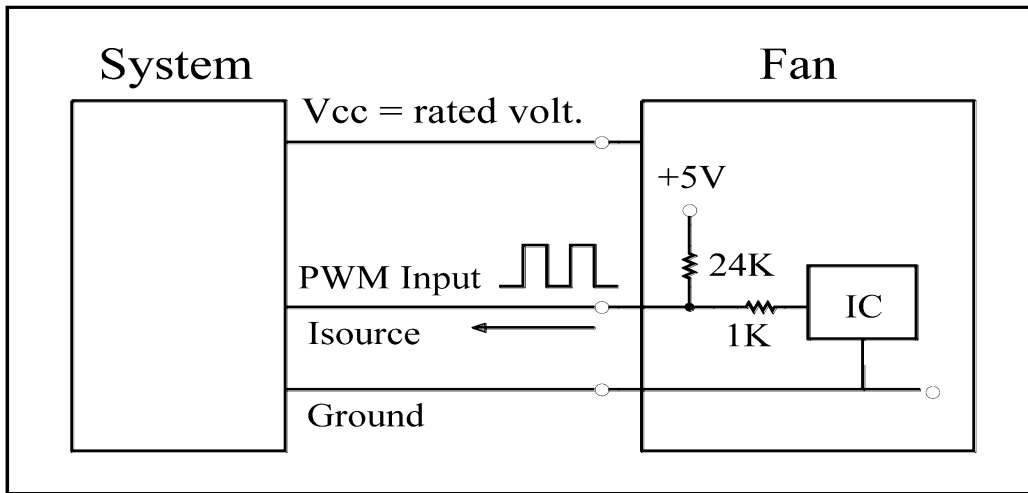 System
Fan
Vcc = rated volt.
+5V
24K
PWM Input
IC
1K
Isource
Ground